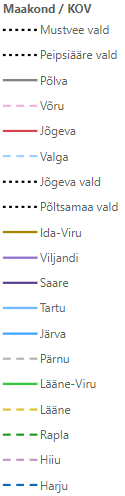 Maakond / KOV
Mustvee vald
Peipsiääre vald
Põlva
Võru
Jõgeva
Valga
Jõgeva vald
Põltsamaa vald
Ida-Viru
Viljandi
Saare
Tartu
Järva
Pärnu
Lääne-Viru
Lääne
Rapla
Hiiu
Harju